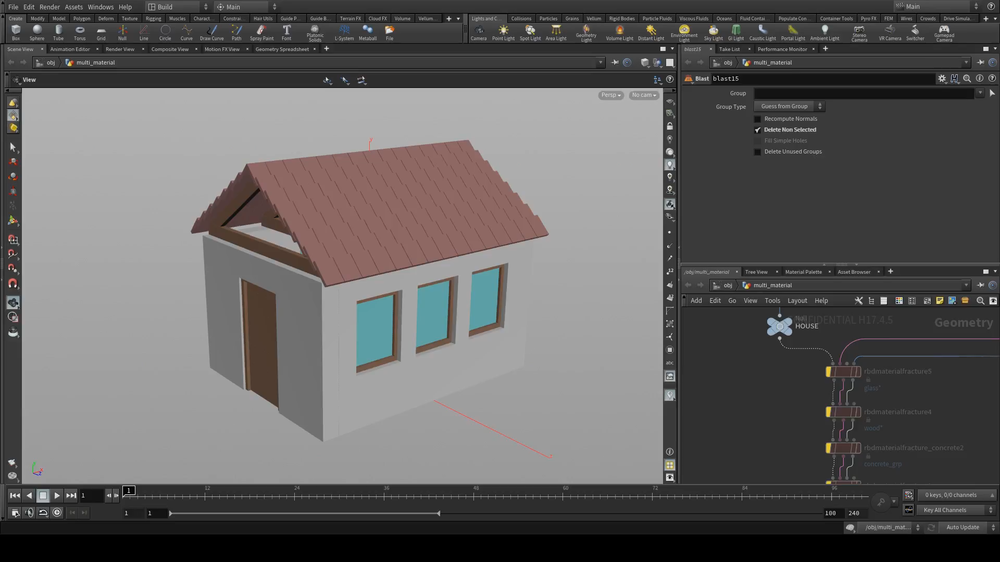 File Edit Render Assets Windows Help Build Main Main
Create Modify Model Polygon Deform Texture Rigging Muscles Charact... Constrai... Hair Utils Guide P... Guide B... Terrain FX Cloud FX Volume Vellum... Lights and C... Collisions Particles Grains Vellum Rigid Bodies Particle Fluids Viscous Fluids Oceans Fluid Contai... Populate Con... Container Tools Pyro FX FEM Wires Crowds Drive Simula...
Box Sphere Tube Torus Grid Null Line Circle Curve Draw Curve Path Spray Paint Font Platonic Solids L-System Metaball File Camera Point Light Spot Light Area Light Geometry Light Volume Light Distant Light Environment Light Sky Light GI Light Caustic Light Portal Light Ambient Light Stereo Camera VR Camera Switcher Gamepad Camera
Scene View Animation Editor Render View Composite View Motion FX View Geometry Spreadsheet blast15 Take List Performance Monitor
obj multi_material obj multi_material
View
Blast blast15
Persp No cam
Group
Group Type Guess from Group
Recompute Normals
Delete Non Selected
Fill Simple Holes
Delete Unused Groups
y
z
12
12
abc
/obj/multi_material Tree View Material Palette Asset Browser
obj multi_material
Add Edit Go View Tools Layout Help
Null
HOUSE
FIDENTIAL H17.4.5
Geometry
rbdmaterialfracture5
glass*
rbdmaterialfracture4
wood*
rbdmaterialfracture_concrete2
concrete_grp
y x z
1 1 12 24 36 48 60 72 84 96
0 keys, 0/0 channels
1 1 100 240 Key All Channels
/obj/multi_mat... Auto Update